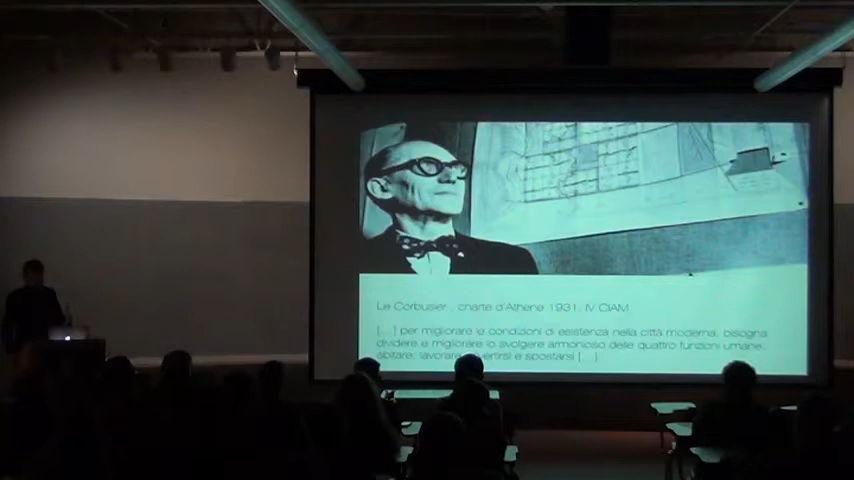 Le Corbusier , charte d'Athene 1931, IV CIAM
[...] per migliorare le condizioni di esistenza nella città moderna, bisogna
dividere e migliorare lo svolgere armonioso delle quattro funzioni umane:
abitare, lavorare, divertirsi e spostarsi [...]